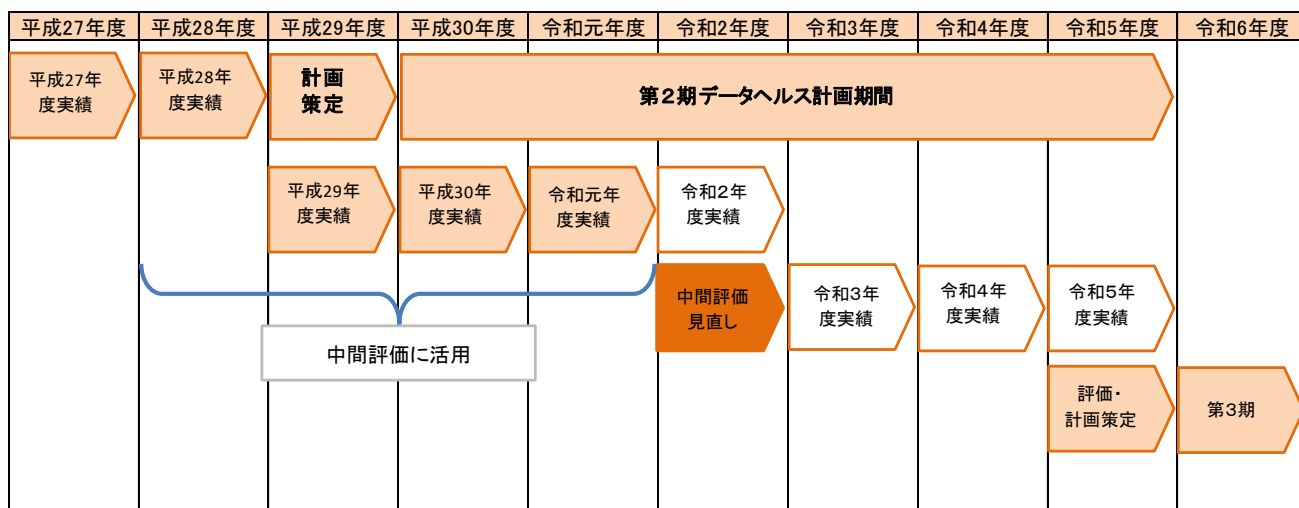 平成27年度 平成28年度 平成29年度 平成30年度 令和元年度 令和2年度 令和3年度 令和4年度 令和5年度 令和6年度
平成27年
度実績
平成28年
度実績
計画
策定
第2期データヘルス計画期間
平成29年
度実績
平成30年
度実績
令和元年
度実績
令和2年
度実績
中間評価
見直し
令和3年
度実績
令和4年
度実績
令和5年
度実績
中間評価に活用
評価・
計画策定
第3期